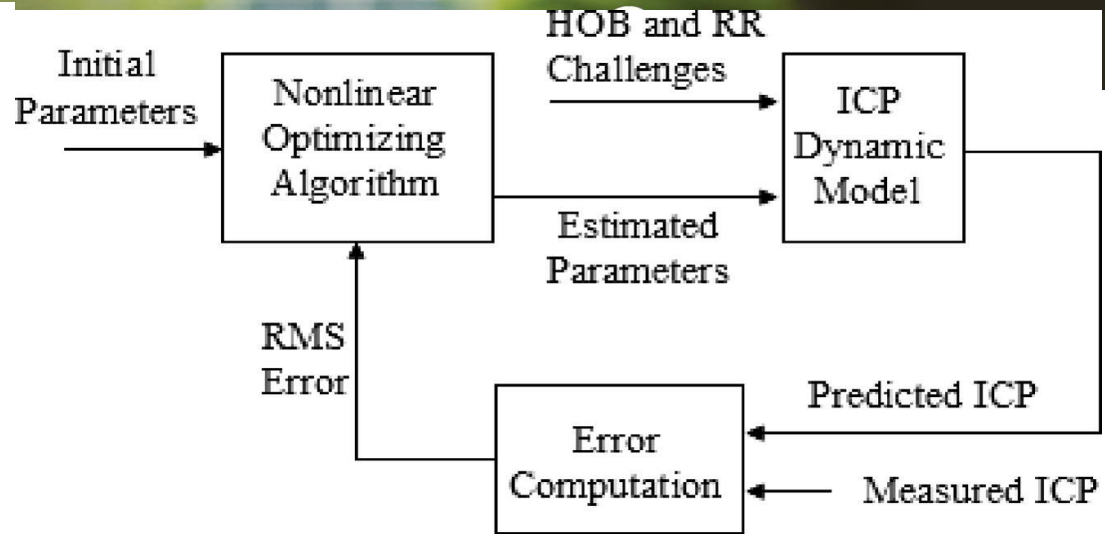 Initial
Parameters
Nonlinear
Optimizing
Algorithm
HOB and RR
Challenges
ICP
Dynamic
Model
Estimated
Parameters
RMS
Error
Error
Computation
Predicted ICP
Measured ICP